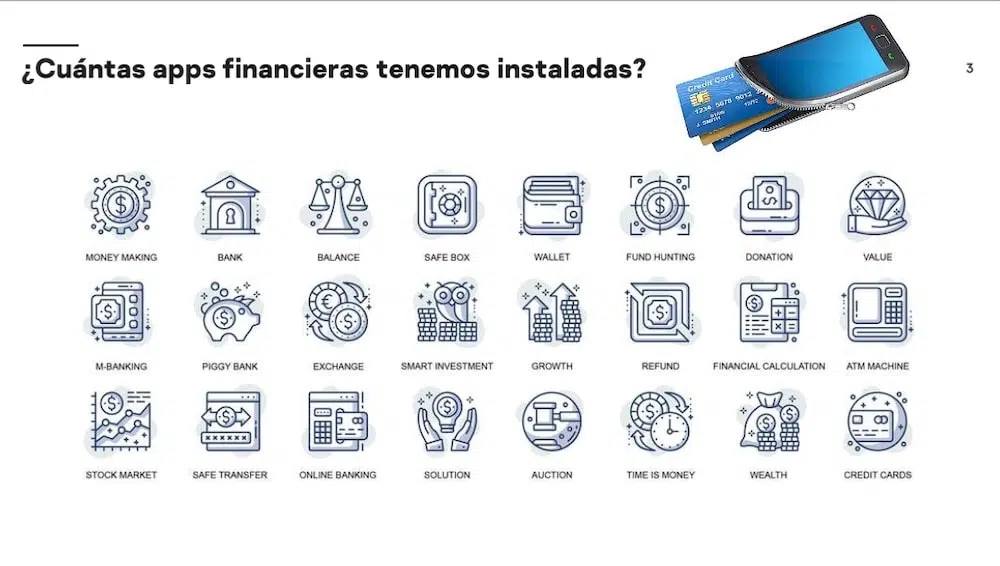 ¿Cuántas apps financieras tenemos instaladas?
3
Credit Card
1234 5678 9012
J. SMITH
MONEY MAKING
BANK
BALANCE
SAFE BOX
WALLET
FUND HUNTING
DONATION
VALUE
M-BANKING
PIGGY BANK
EXCHANGE
SMART INVESTMENT
GROWTH
REFUND
FINANCIAL CALCULATION
ATM MACHINE
STOCK MARKET
SAFE TRANSFER
ONLINE BANKING
SOLUTION
AUCTION
TIME IS MONEY
WEALTH
CREDIT CARDS